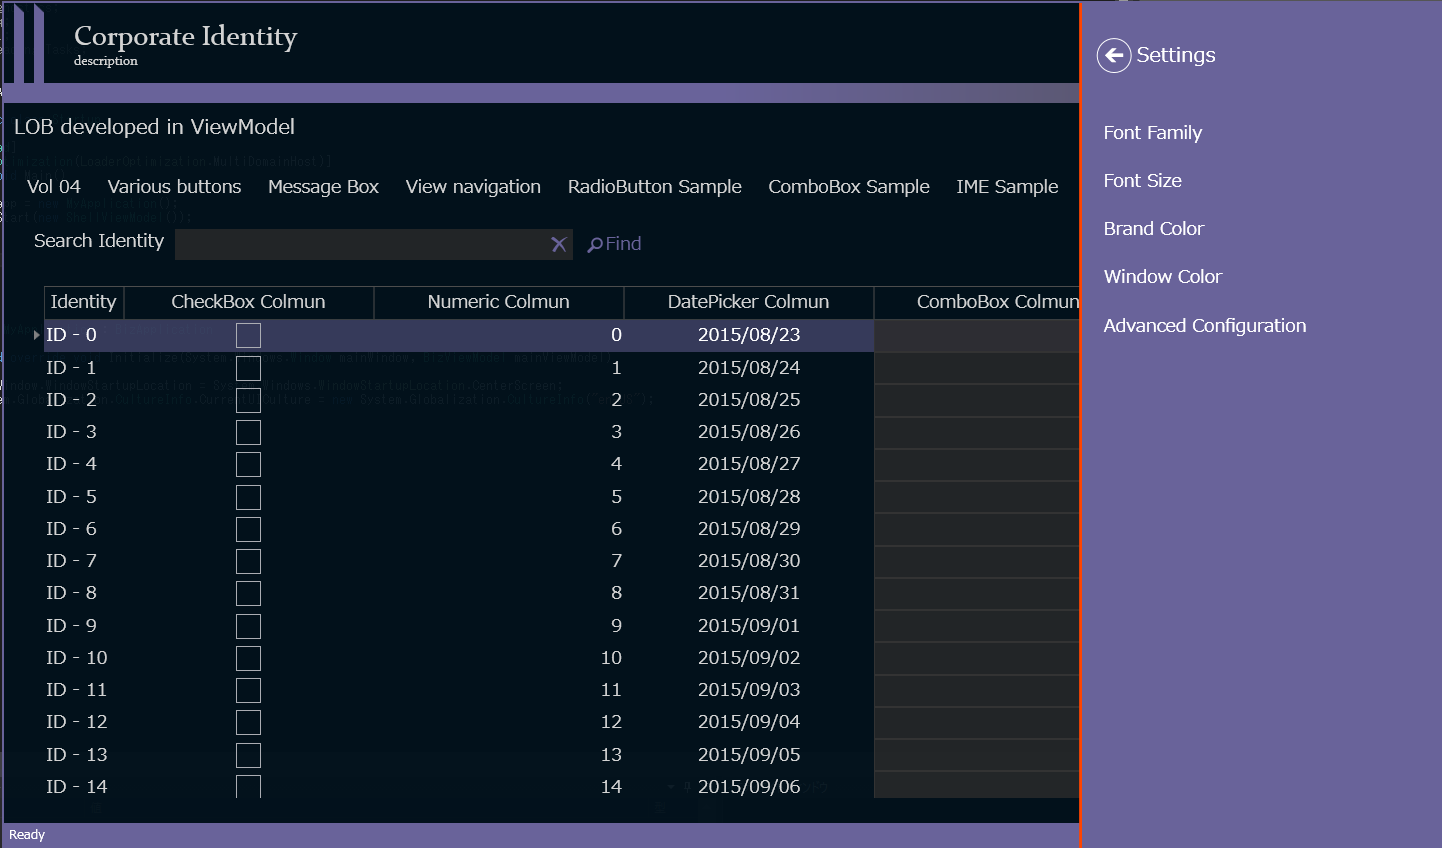 Corporate Identity
description
Settings
LOB developed in ViewModel
Font Family
Font Size
Brand Color
Window Color
Advanced Configuration
Vol 04 Various buttons Message Box View navigation RadioButton Sample ComboBox Sample IME Sample
Search Identity Find
Identity CheckBox Colmun Numeric Colmun DatePicker Colmun ComboBox Colmun
ID - 0 0 2015/08/23
ID - 1 1 2015/08/24
ID - 2 2 2015/08/25
ID - 3 3 2015/08/26
ID - 4 4 2015/08/27
ID - 5 5 2015/08/28
ID - 6 6 2015/08/29
ID - 7 7 2015/08/30
ID - 8 8 2015/08/31
ID - 9 9 2015/09/01
ID - 10 10 2015/09/02
ID - 11 11 2015/09/03
ID - 12 12 2015/09/04
ID - 13 13 2015/09/05
ID - 14 14 2015/09/06
Ready